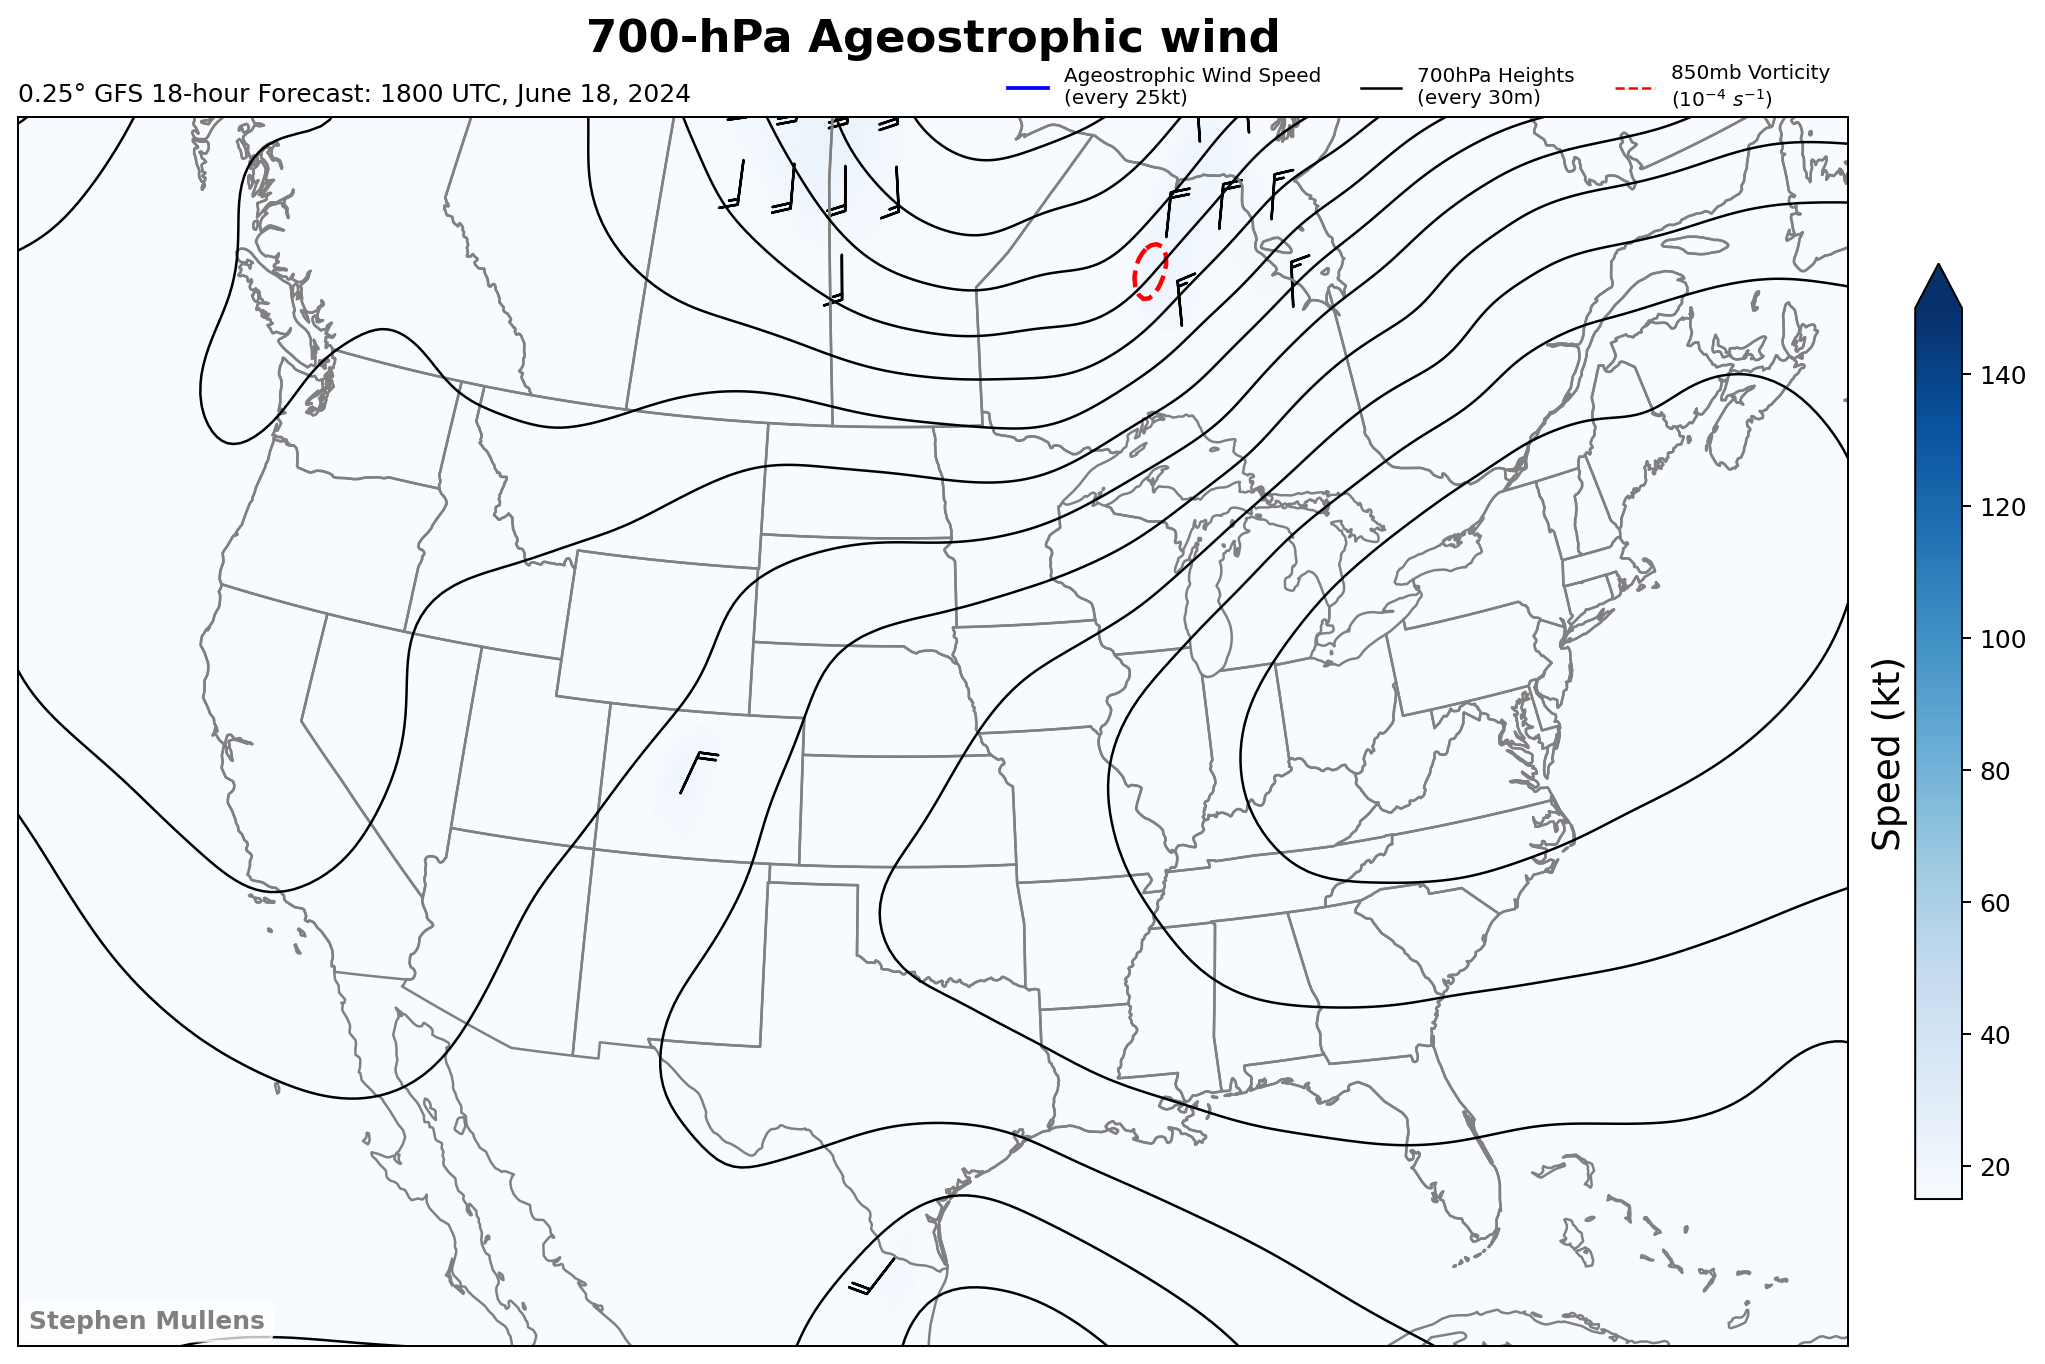 700-hPa Ageostrophic wind
0.25° GFS 18-hour Forecast: 1800 UTC, June 18, 2024
Ageostrophic Wind Speed
(every 25kt)
700hPa Heights
(every 30m)
850mb Vorticity
(10⁻⁴ s⁻¹)
140
120
100
80
60
40
20
Speed (kt)
Stephen Mullens